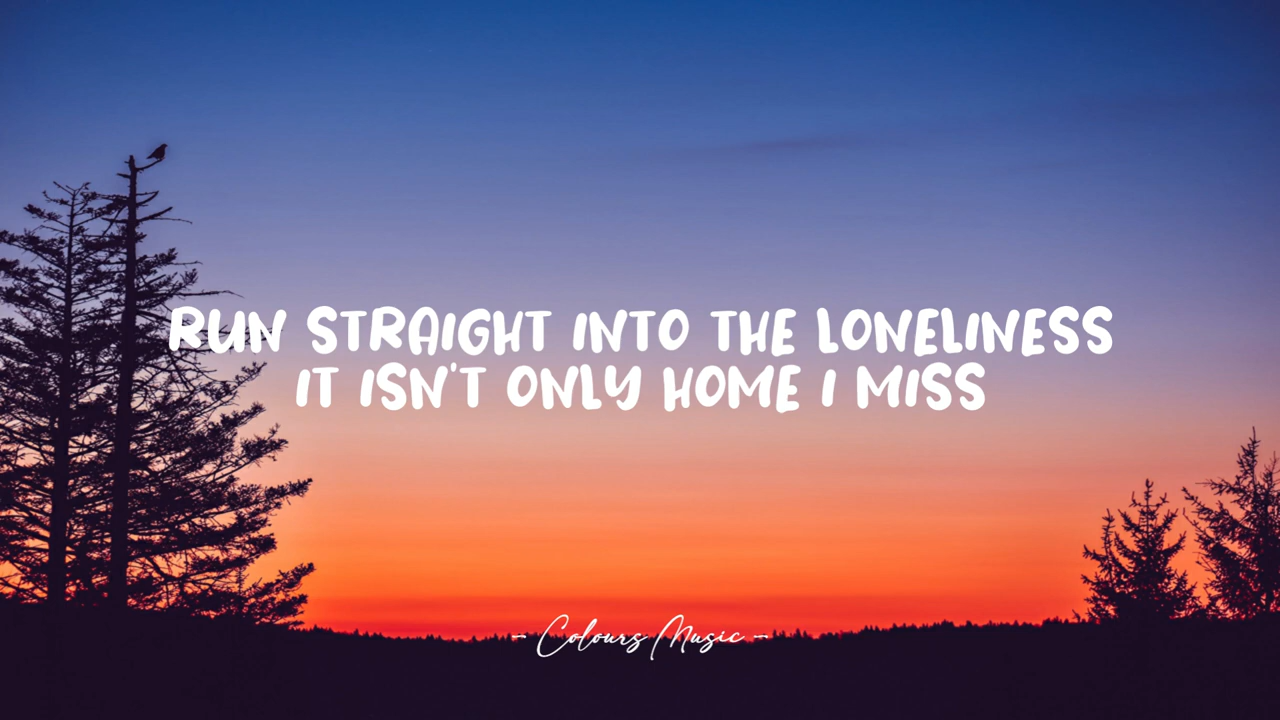 RUN STRAIGHT INTO THE LONELINESS
IT ISN'T ONLY HOME I MISS
- Colours Music -